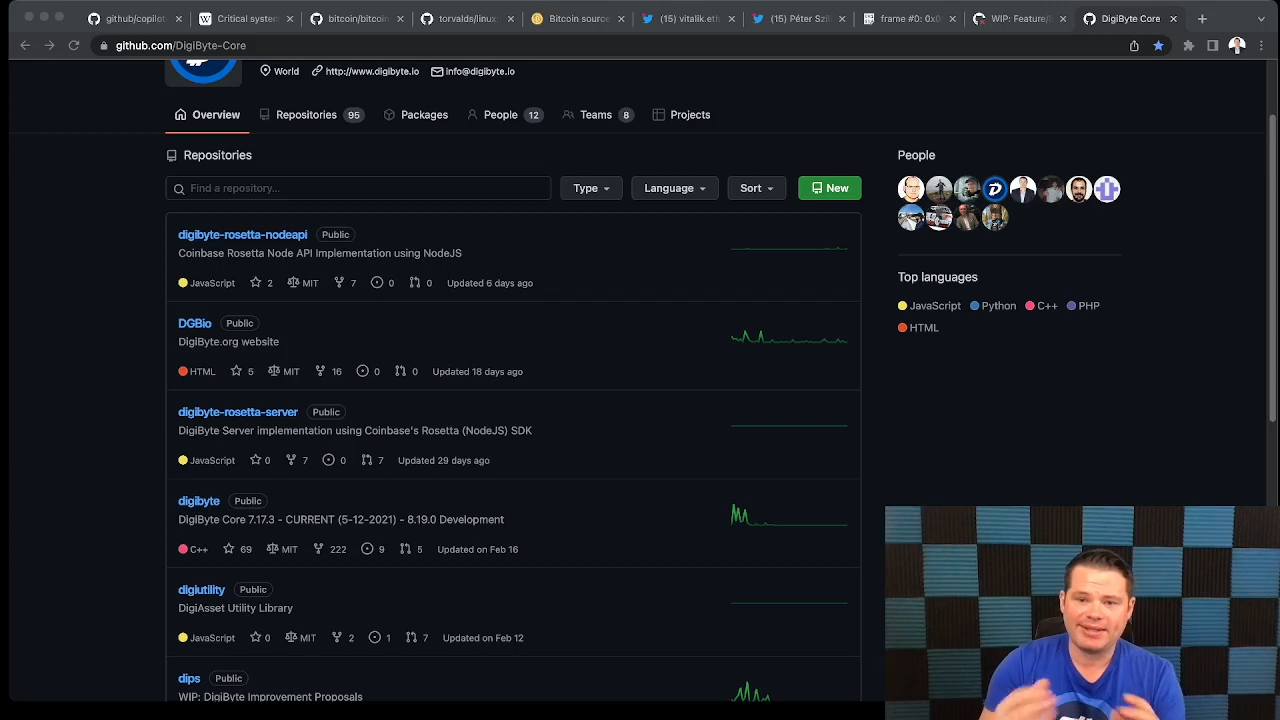 github/copilot
Critical system
bitcoin/bitcoin
torvalds/linux
Bitcoin source
(15) vitalik.eth
(15) Péter Szil
frame #0: 0x0
WIP: Feature/
DigiByte Core
github.com/DigiByte-Core
World http://www.digibyte.io info@digibyte.io
Overview Repositories 95 Packages People 12 Teams 8 Projects
Repositories
Find a repository...
Type Language Sort New
digibyte-rosetta-nodeapi Public
Coinbase Rosetta Node API Implementation using NodeJS
JavaScript 2 MIT 7 0 0 Updated 6 days ago
DGBio Public
DigiByte.org website
HTML 5 MIT 16 0 0 Updated 18 days ago
digibyte-rosetta-server Public
DigiByte Server implementation using Coinbase's Rosetta (NodeJS) SDK
JavaScript 0 7 0 7 Updated 29 days ago
digibyte Public
DigiByte Core 7.17.3 - CURRENT (5-12-2021) - 8.19.0 Development
C++ 69 MIT 222 9 5 Updated on Feb 16
digiutility Public
DigiAsset Utility Library
JavaScript 0 MIT 2 1 7 Updated on Feb 12
dips Public
WIP: DigiByte Improvement Proposals
People
Top languages
JavaScript Python C++ PHP
HTML